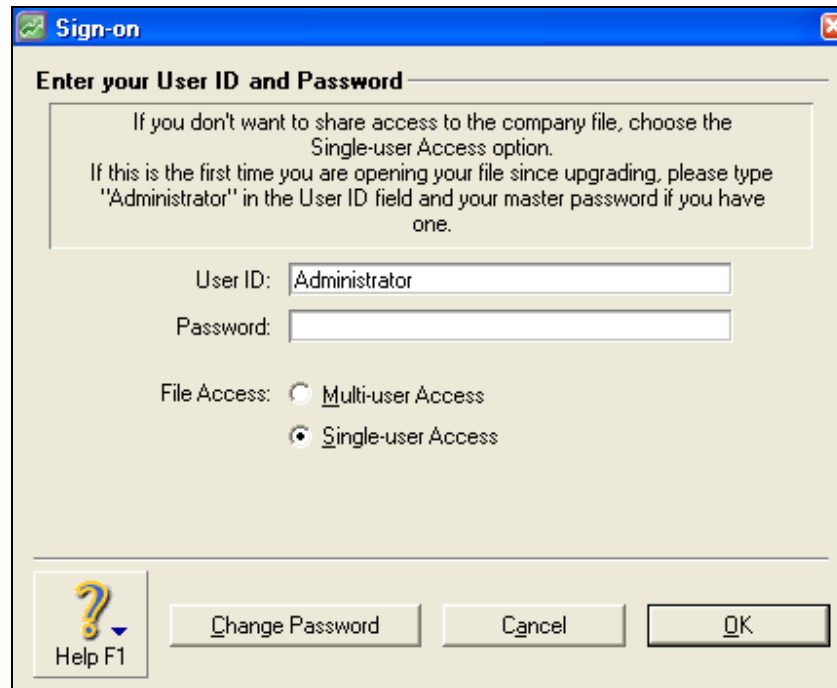 Sign-on
Enter your User ID and Password
If you don't want to share access to the company file, choose the
Single-user Access option.
If this is the first time you are opening your file since upgrading, please type
"Administrator" in the User ID field and your master password if you have
one.
User ID: Administrator
Password:
File Access: Multi-user Access
Single-user Access
Help F1
Change Password Cancel OK